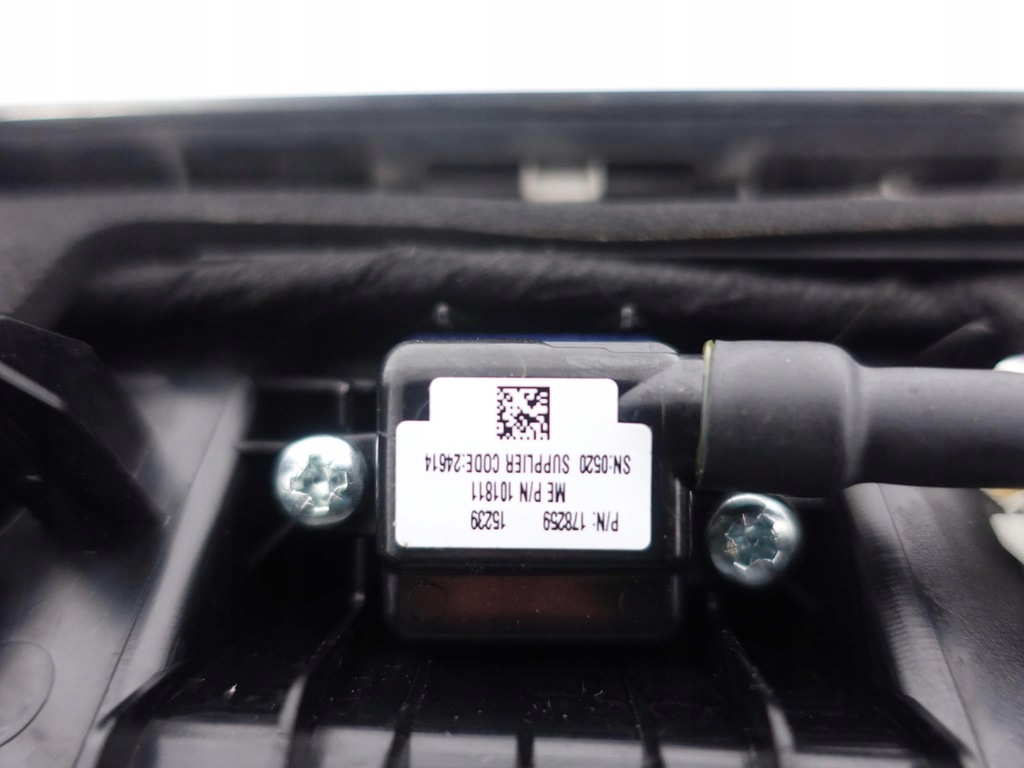 P/N: 178259 15239
ME P/N 101811
SN:0520 SUPPLIER CODE:24614